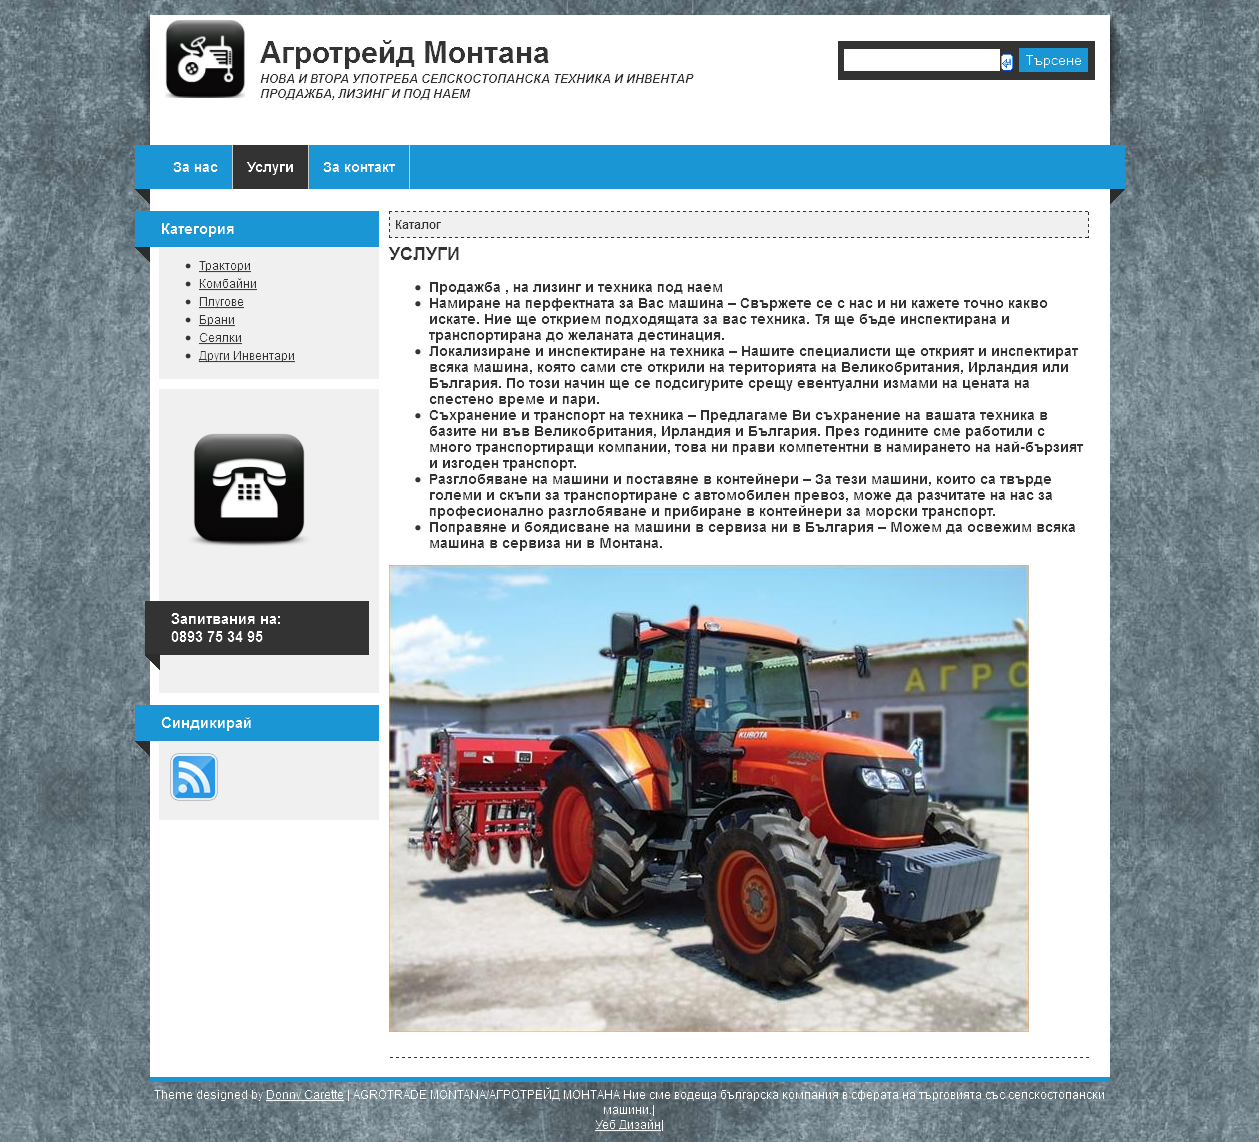 Агротрейд Монтана
НОВА И ВТОРА УПОТРЕБА СЕЛСКОСТОПАНСКА ТЕХНИКА И ИНВЕНТАР
ПРОДАЖБА, ЛИЗИНГ И ПОД НАЕМ
Търсене
За нас
Услуги
За контакт
Категория
Трактори
Комбайни
Плугове
Брани
Сеялки
Други Инвентари
Запитвания на:
0893 75 34 95
Синдикирай
Каталог
УСЛУГИ
Продажба , на лизинг и техника под наем
Намиране на перфектната за Вас машина – Свържете се с нас и ни кажете точно какво
искате. Ние ще открием подходящата за вас техника. Тя ще бъде инспектирана и
транспортирана до желаната дестинация.
Локализиране и инспектиране на техника – Нашите специалисти ще открият и инспектират
всяка машина, която сами сте открили на територията на Великобритания, Ирландия или
България. По този начин ще се подсигурите срещу евентуални измами на цената на
спестено време и пари.
Съхранение и транспорт на техника – Предлагаме Ви съхранение на вашата техника в
базите ни във Великобритания, Ирландия и България. През годините сме работили с
много транспортиращи компании, това ни прави компетентни в намирането на най-бързият
и изгоден транспорт.
Разглобяване на машини и поставяне в контейнери – За тези машини, които са твърде
големи и скъпи за транспортиране с автомобилен превоз, може да разчитате на нас за
професионално разглобяване и прибиране в контейнери за морски транспорт.
Поправяне и боядисване на машини в сервиза ни в България – Можем да освежим всяка
машина в сервиза ни в Монтана.
АГРО
KUBOTA
Theme designed by Donny Carette | AGROTRADE MONTANA/АГРОТРЕЙД МОНТАНА Ние сме водеща българска компания в сферата на търговията със селскостопански
машини.|
Уеб Дизайн|